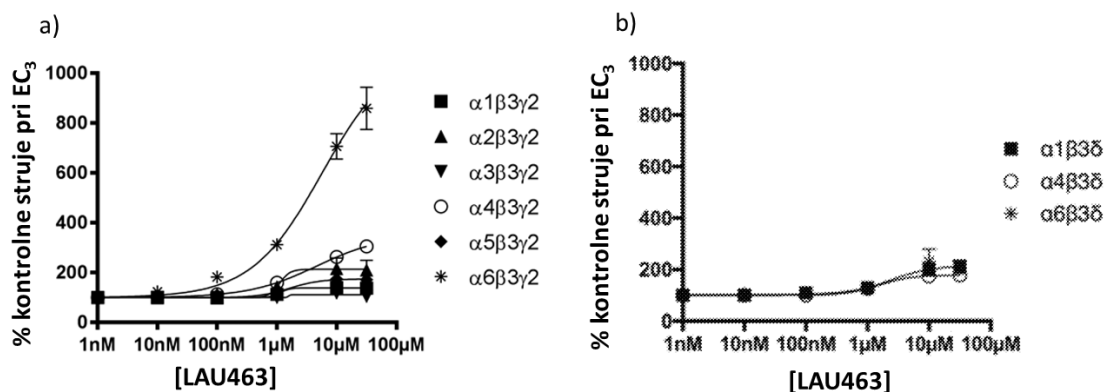 a)
% kontrolne struje pri EC₃
1000
800
600
400
200
0
1nM 10nM 100nM 1µM 10µM 100µM
[LAU463]
α1β3γ2
α2β3γ2
α3β3γ2
α4β3γ2
α5β3γ2
α6β3γ2
b)
% kontrolne struje pri EC₃
1000
800
600
400
200
0
1nM 10nM 100nM 1µM 10µM 100µM
[LAU463]
α1β3δ
α4β3δ
α6β3δ